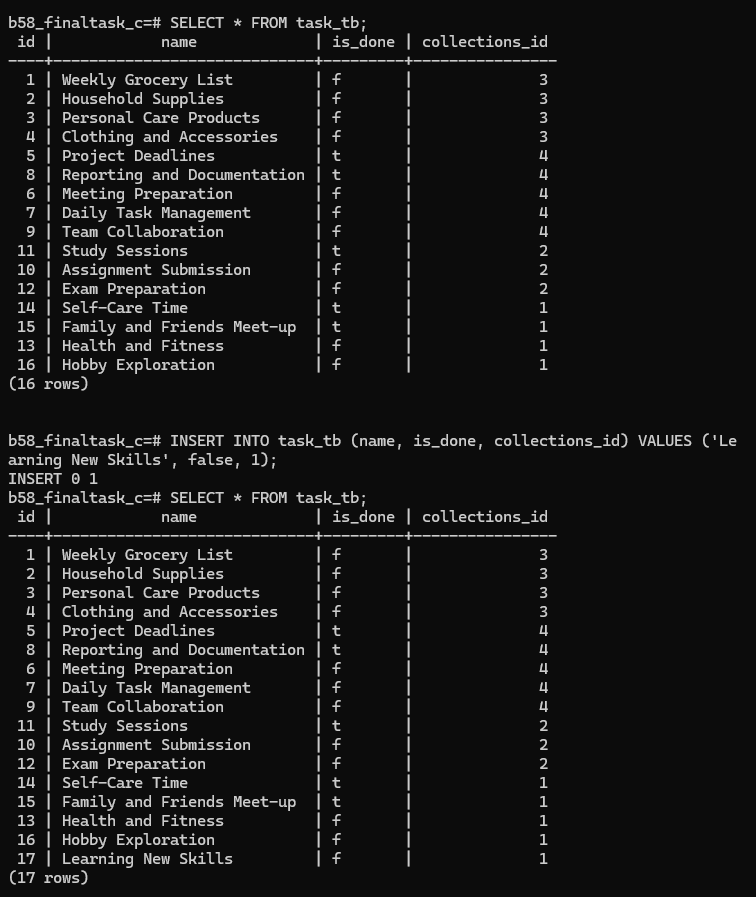 b58_finaltask_c=# SELECT * FROM task_tb;
 id |            name             | is_done | collections_id
----+-----------------------------+---------+----------------
  1 | Weekly Grocery List         | f       |              3
  2 | Household Supplies          | f       |              3
  3 | Personal Care Products      | f       |              3
  4 | Clothing and Accessories    | f       |              3
  5 | Project Deadlines           | t       |              4
  8 | Reporting and Documentation | t       |              4
  6 | Meeting Preparation         | f       |              4
  7 | Daily Task Management       | f       |              4
  9 | Team Collaboration          | f       |              4
 11 | Study Sessions              | t       |              2
 10 | Assignment Submission       | f       |              2
 12 | Exam Preparation            | f       |              2
 14 | Self-Care Time              | t       |              1
 15 | Family and Friends Meet-up  | t       |              1
 13 | Health and Fitness          | f       |              1
 16 | Hobby Exploration           | f       |              1
(16 rows)
b58_finaltask_c=# INSERT INTO task_tb (name, is_done, collections_id) VALUES ('Le
arning New Skills', false, 1);
INSERT 0 1
b58_finaltask_c=# SELECT * FROM task_tb;
 id |            name             | is_done | collections_id
----+-----------------------------+---------+----------------
  1 | Weekly Grocery List         | f       |              3
  2 | Household Supplies          | f       |              3
  3 | Personal Care Products      | f       |              3
  4 | Clothing and Accessories    | f       |              3
  5 | Project Deadlines           | t       |              4
  8 | Reporting and Documentation | t       |              4
  6 | Meeting Preparation         | f       |              4
  7 | Daily Task Management       | f       |              4
  9 | Team Collaboration          | f       |              4
 11 | Study Sessions              | t       |              2
 10 | Assignment Submission       | f       |              2
 12 | Exam Preparation            | f       |              2
 14 | Self-Care Time              | t       |              1
 15 | Family and Friends Meet-up  | t       |              1
 13 | Health and Fitness          | f       |              1
 16 | Hobby Exploration           | f       |              1
 17 | Learning New Skills         | f       |              1
(17 rows)